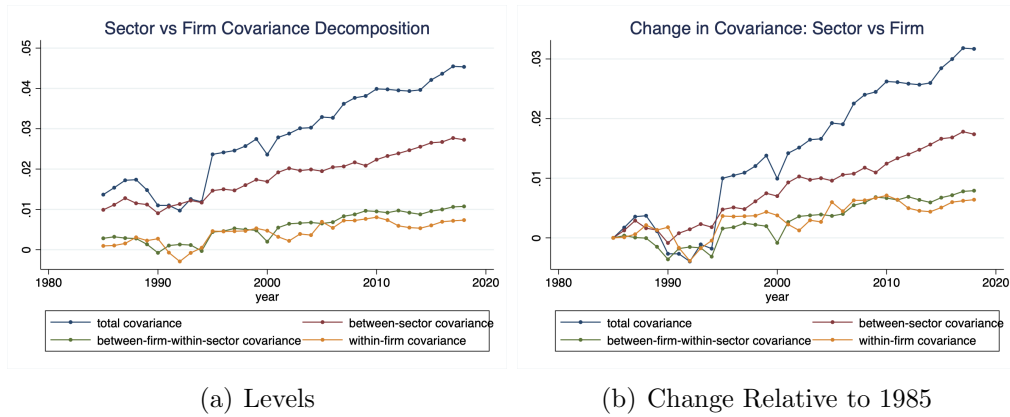 Sector vs Firm Covariance Decomposition
.05
.04
.03
.02
.01
0
1980
1990
2000
2010
2020
year
total covariance
between-sector covariance
between-firm-within-sector covariance
within-firm covariance
(a) Levels
Change in Covariance: Sector vs Firm
.03
.02
.01
0
1980
1990
2000
2010
2020
year
total covariance
between-sector covariance
between-firm-within-sector covariance
within-firm covariance
(b) Change Relative to 1985